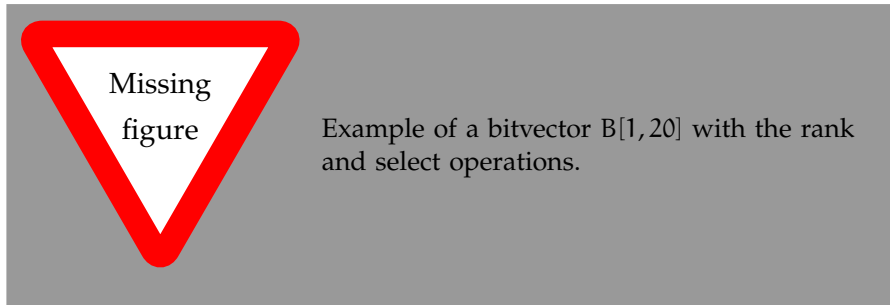 Missing
figure
Example of a bitvector B[1, 20] with the rank
and select operations.